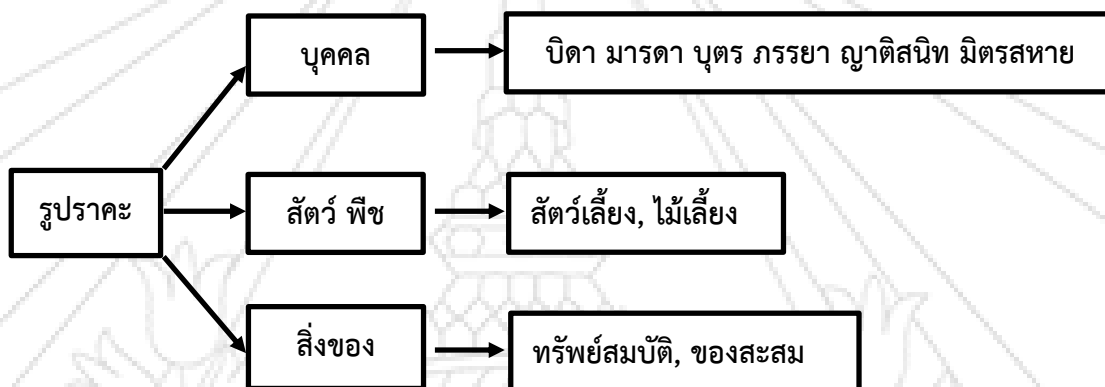 บุคคล
บิดา มารดา บุตร ภรรยา ญาติสนิท มิตรสหาย
รูปราคะ
สัตว์ พืช
สัตว์เลี้ยง, ไม้เลี้ยง
สิ่งของ
ทรัพย์สมบัติ, ของสะสม